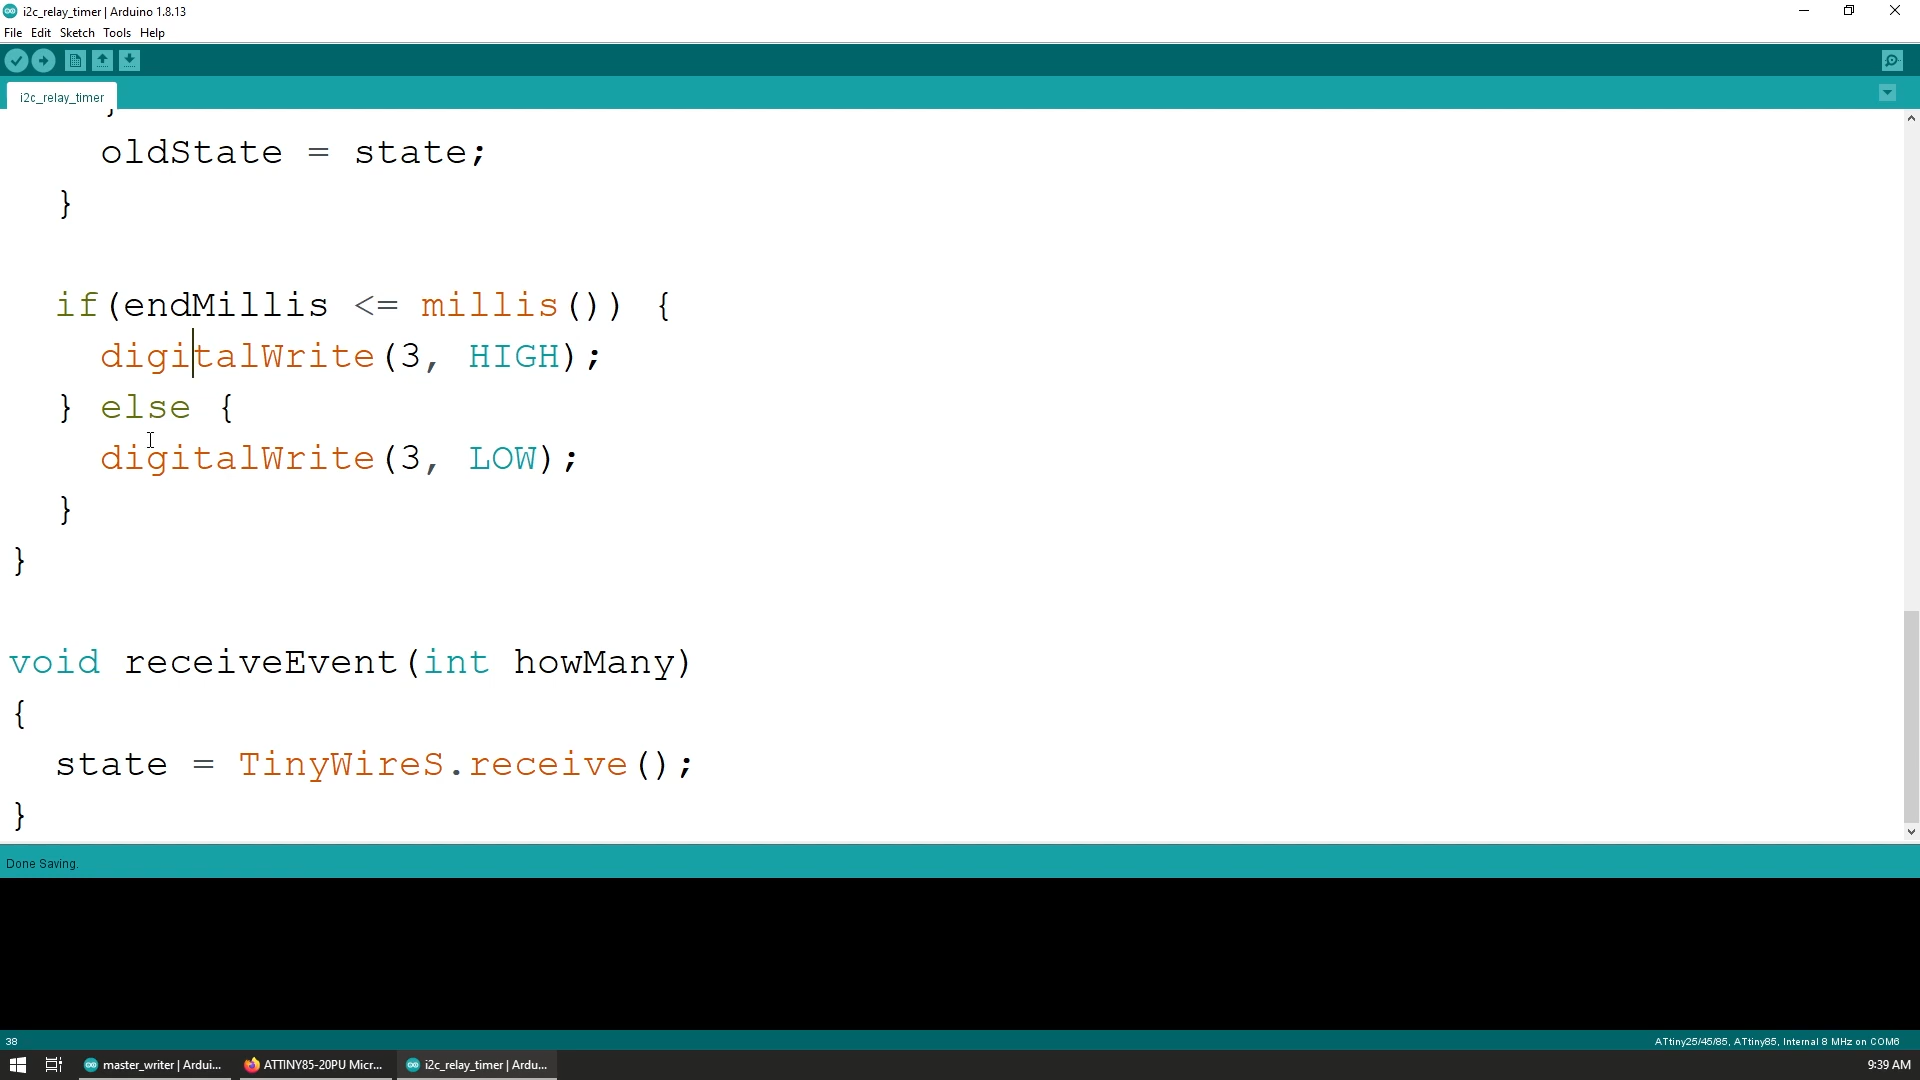 i2c_relay_timer | Arduino 1.8.13
File Edit Sketch Tools Help
i2c_relay_timer
}
oldState = state;
}
if(endMillis <= millis()) {
digitalWrite(3, HIGH);
} else {
digitalWrite(3, LOW);
}
}
void receiveEvent(int howMany)
{
state = TinyWireS.receive();
}
Done Saving.
38
ATtiny25/45/85, ATtiny85, Internal 8 MHz on COM6
master_writer | Ardui...
ATTINY85-20PU Micr...
i2c_relay_timer | Ardu...
9:39 AM